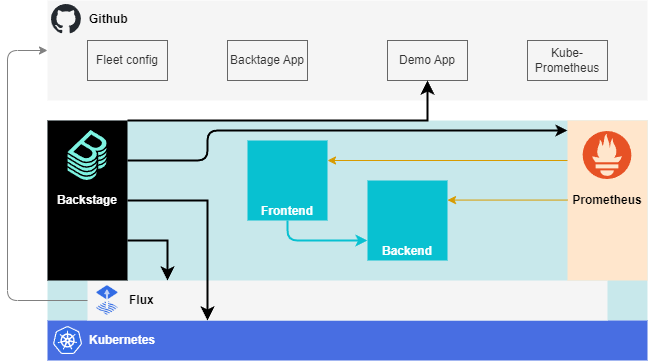 Github
Fleet config
Backtage App
Demo App
Kube-
Prometheus
Backstage
Frontend
Backend
Prometheus
Flux
Kubernetes